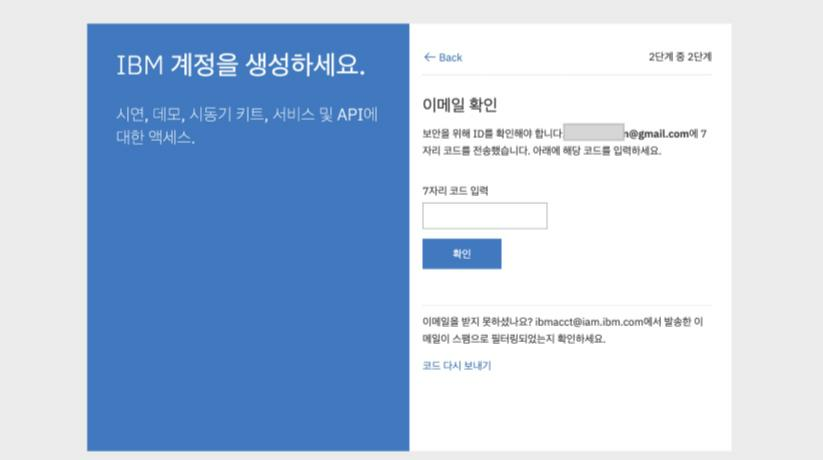 IBM 계정을 생성하세요.
시연, 데모, 시동기 키트, 서비스 및 API에
대한 액세스.
← Back
2단계 중 2단계
이메일 확인
보안을 위해 ID를 확인해야 합니다. n@gmail.com에 7
자리 코드를 전송했습니다. 아래에 해당 코드를 입력하세요.
7자리 코드 입력
확인
이메일을 받지 못하셨나요? ibmacct@iam.ibm.com에서 발송한 이
메일이 스팸으로 필터링되었는지 확인하세요.
코드 다시 보내기